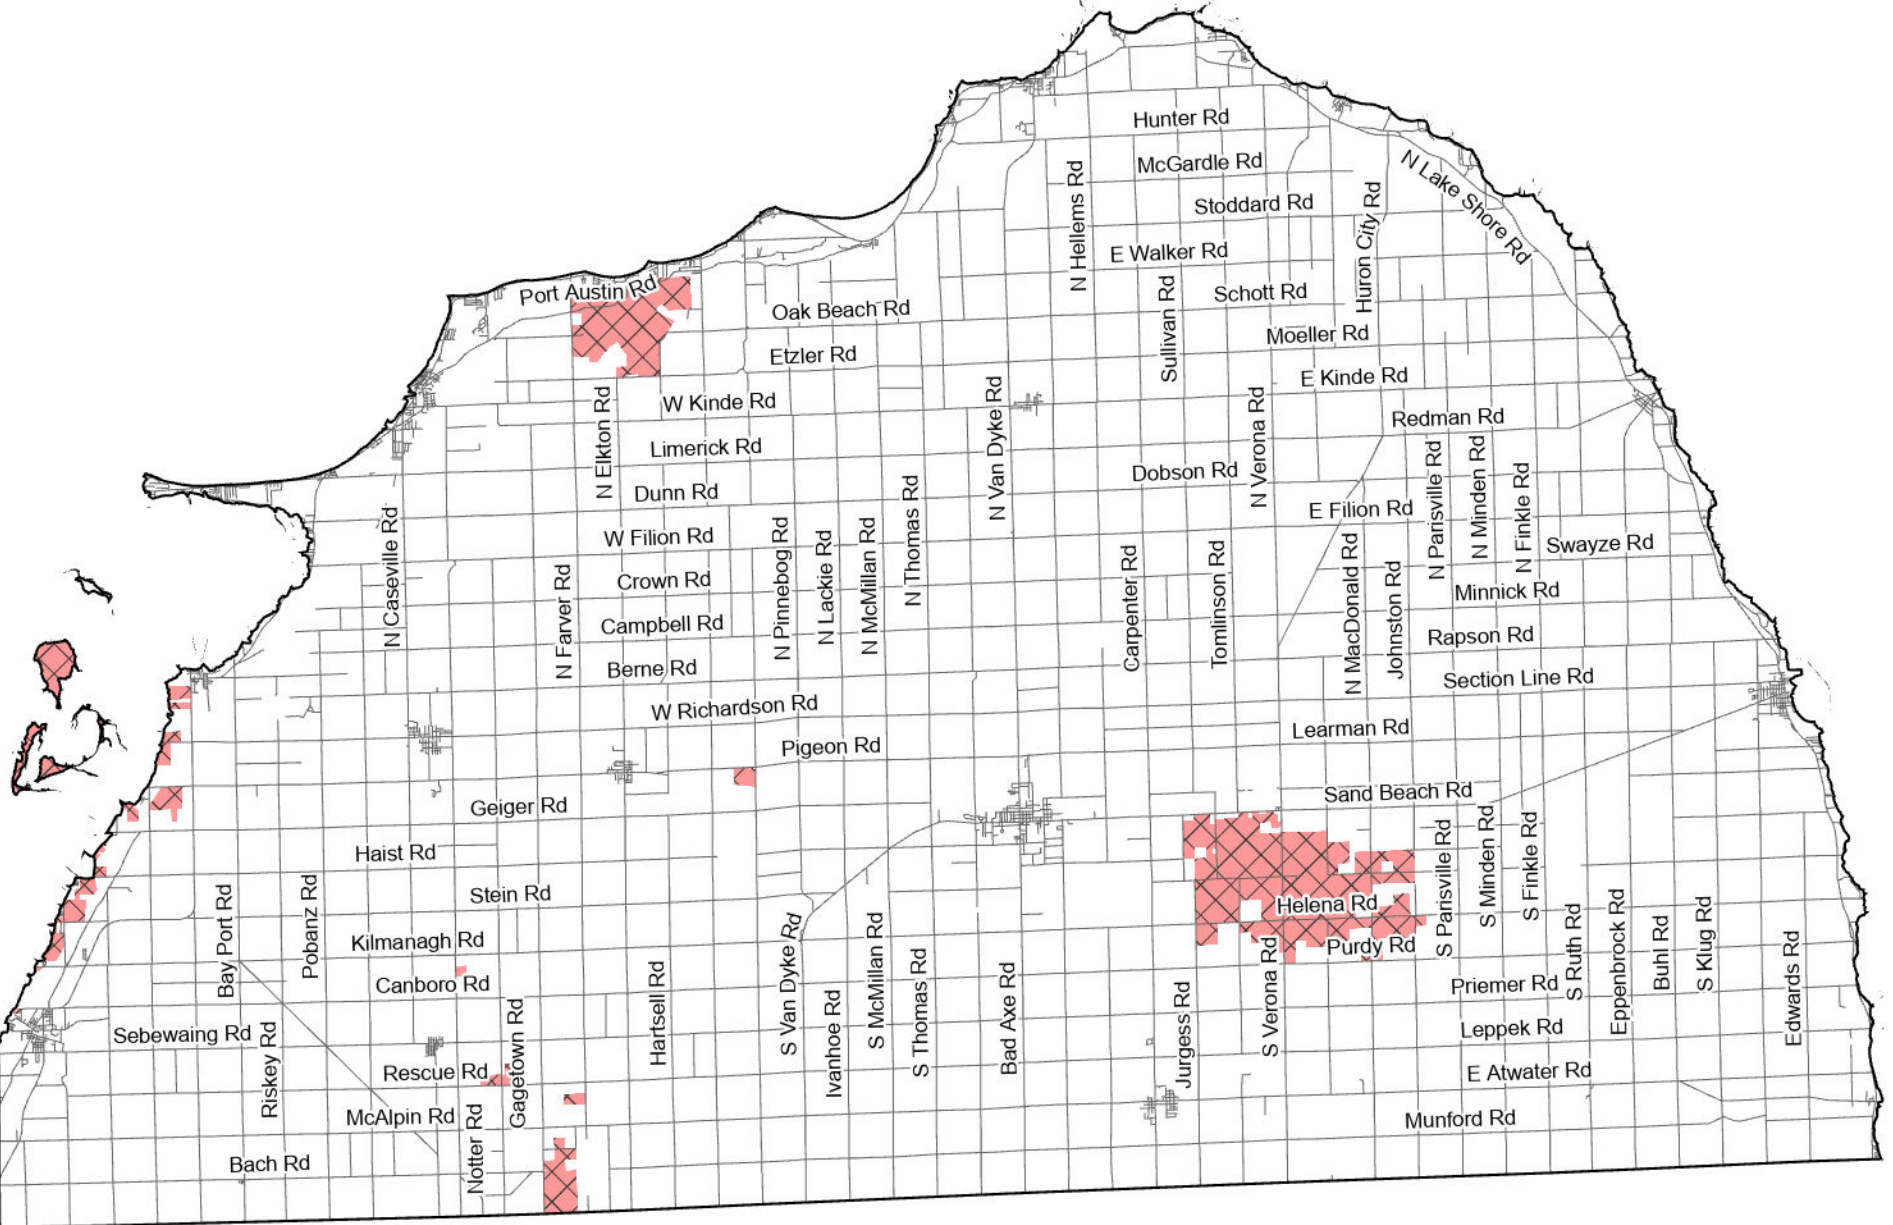 Hunter Rd
McGardle Rd
N Lake Shore Rd
N Hellems Rd
Stoddard Rd
Huron City Rd
E Walker Rd
Port Austin Rd
Oak Beach Rd
Schott Rd
Sullivan Rd
Moeller Rd
Etzler Rd
E Kinde Rd
W Kinde Rd
N Elkton Rd
N Van Dyke Rd
N Verona Rd
Redman Rd
Limerick Rd
Dobson Rd
Dunn Rd
N Parisville Rd
N Minden Rd
N Finkle Rd
E Filion Rd
N Caseville Rd
W Filion Rd
N Thomas Rd
Swayze Rd
N Farver Rd
Crown Rd
N Pinnebog Rd
N Lackie Rd
N McMillan Rd
Carpenter Rd
Tomlinson Rd
N MacDonald Rd
Johnston Rd
Minnick Rd
Campbell Rd
Rapson Rd
Berne Rd
Section Line Rd
W Richardson Rd
Learman Rd
Pigeon Rd
Sand Beach Rd
Geiger Rd
Haist Rd
S Parisville Rd
S Minden Rd
S Finkle Rd
Stein Rd
Helena Rd
Bay Port Rd
Pobanz Rd
Kilmanagh Rd
Purdy Rd
S Ruth Rd
Eppenbrock Rd
Buhl Rd
S Klug Rd
Edwards Rd
Canboro Rd
Priemer Rd
Hartsell Rd
S Van Dyke Rd
Ivanhoe Rd
S McMillan Rd
S Thomas Rd
Bad Axe Rd
Jurgess Rd
S Verona Rd
Leppek Rd
Sebewaing Rd
Riskey Rd
Gagetown Rd
Rescue Rd
E Atwater Rd
McAlpin Rd
Notter Rd
Munford Rd
Bach Rd